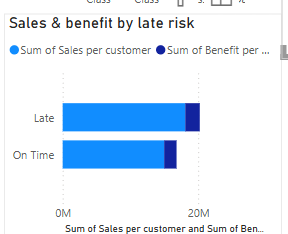 Sales & benefit by late risk
Sum of Sales per customer Sum of Benefit per ...
Late
On Time
0M 20M
Sum of Sales per customer and Sum of Ben...